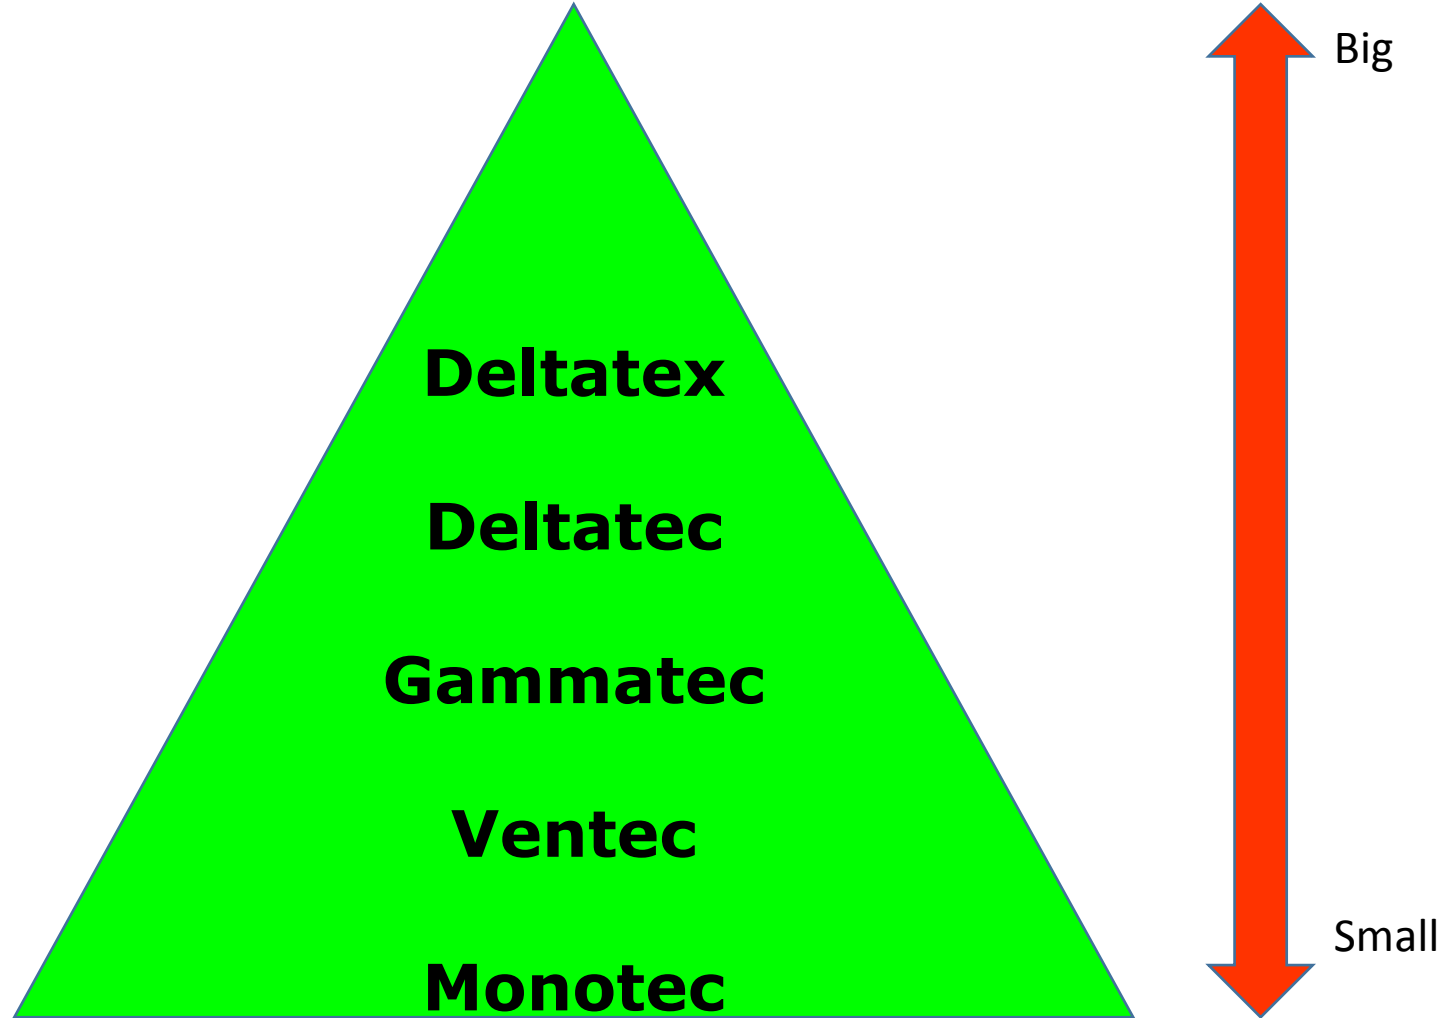 Big
Deltatex
Deltatec
Gammatec
Ventec
Small
Monotec